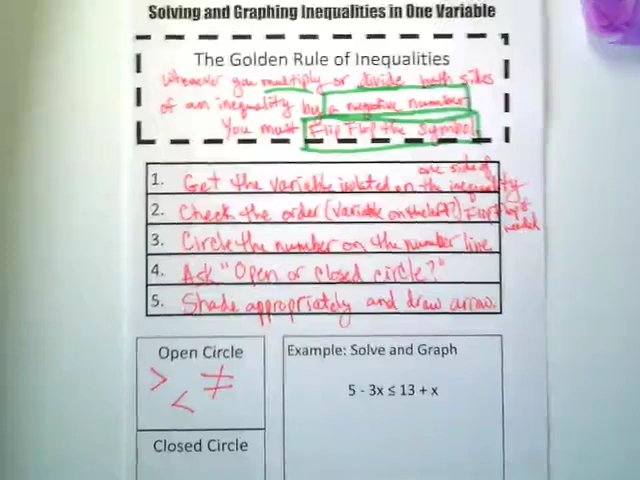 Solving and Graphing Inequalities in One Variable
The Golden Rule of Inequalities
Whenever you multiply or divide both sides
of an inequality by a negative number
You must Flip Flop the symbol
1. Get the variable isolated on one side of the inequality
2. Check the order (variable on the left?) Flip Flop if needed
3. Circle the number on the number line
4. Ask "Open or closed circle?"
5. Shade appropriately and draw arrow.
Open Circle
> < ≠
Example: Solve and Graph
5 - 3x ≤ 13 + x
Closed Circle